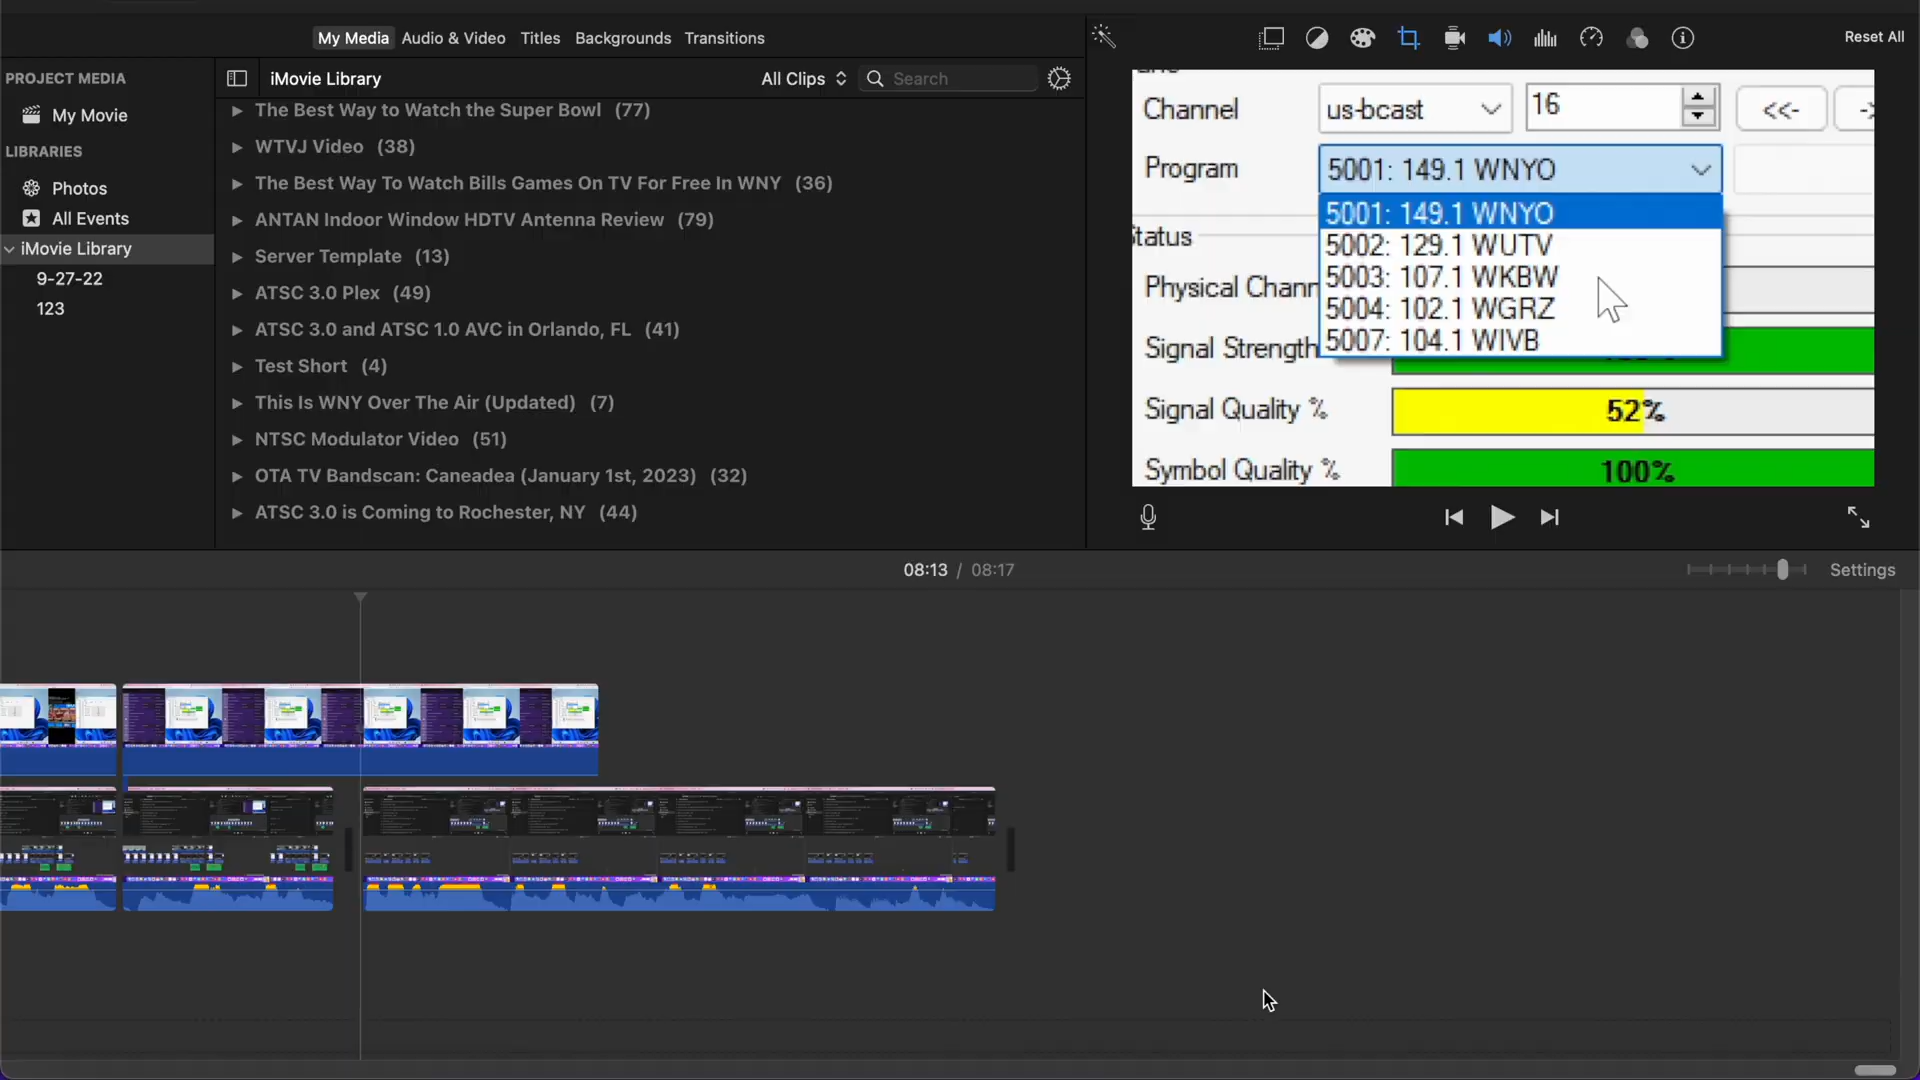 My Media Audio & Video Titles Backgrounds Transitions
Reset All
PROJECT MEDIA
My Movie
LIBRARIES
Photos
All Events
iMovie Library
9-27-22
123
iMovie Library
All Clips
Search
The Best Way to Watch the Super Bowl (77)
WTVJ Video (38)
The Best Way To Watch Bills Games On TV For Free In WNY (36)
ANTAN Indoor Window HDTV Antenna Review (79)
Server Template (13)
ATSC 3.0 Plex (49)
ATSC 3.0 and ATSC 1.0 AVC in Orlando, FL (41)
Test Short (4)
This Is WNY Over The Air (Updated) (7)
NTSC Modulator Video (51)
OTA TV Bandscan: Caneadea (January 1st, 2023) (32)
ATSC 3.0 is Coming to Rochester, NY (44)
Channel us-bcast 16 <<-
Program 5001: 149.1 WNYO
5001: 149.1 WNYO
5002: 129.1 WUTV
5003: 107.1 WKBW
5004: 102.1 WGRZ
5007: 104.1 WIVB
Physical Chann
Signal Strength
Signal Quality % 52%
Symbol Quality % 100%
08:13 / 08:17
Settings